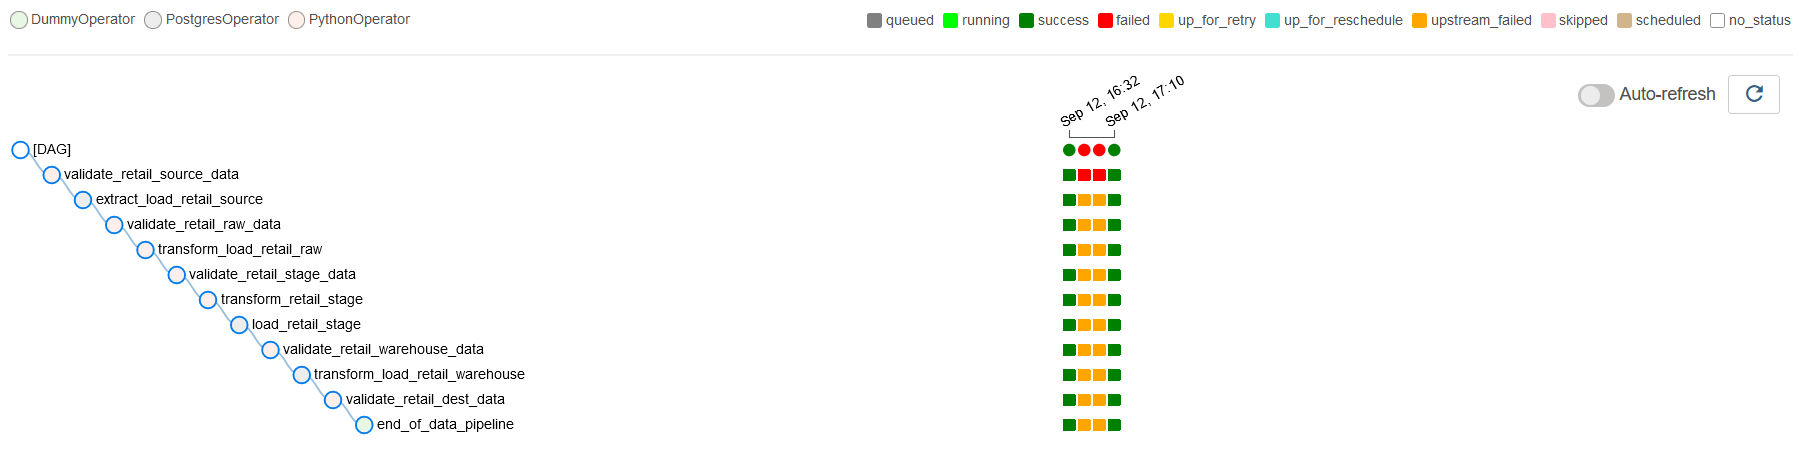 DummyOperator PostgresOperator PythonOperator queued running success failed up_for_retry up_for_reschedule upstream_failed skipped scheduled no_status
Sep 12, 16:32 Sep 12, 17:10
Auto-refresh
[DAG]
validate_retail_source_data
extract_load_retail_source
validate_retail_raw_data
transform_load_retail_raw
validate_retail_stage_data
transform_retail_stage
load_retail_stage
validate_retail_warehouse_data
transform_load_retail_warehouse
validate_retail_dest_data
end_of_data_pipeline